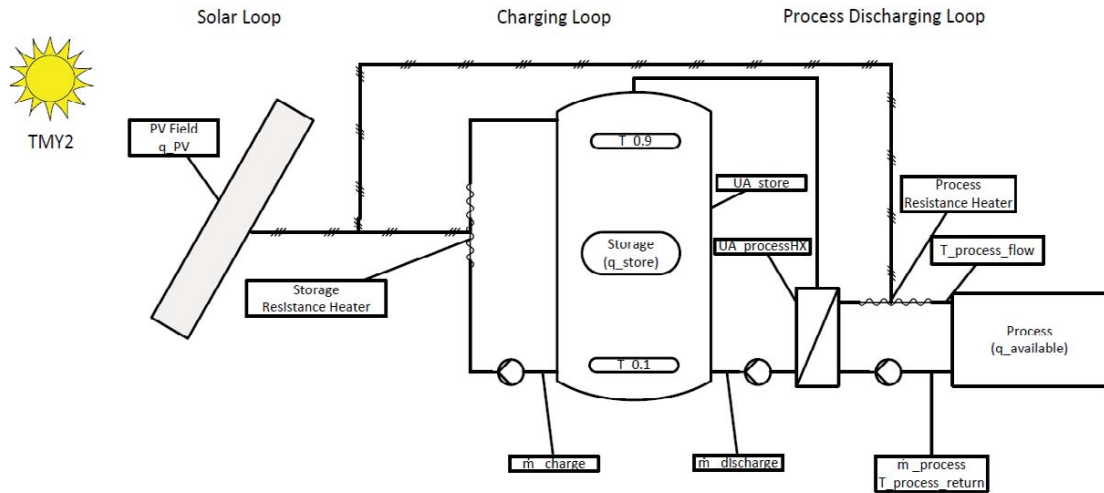 Solar Loop
Charging Loop
Process Discharging Loop
TMY2
PV Field
q_PV
T_0.9
UA_store
Process
Resistance Heater
Storage
(q_store)
UA_processHX
T_process_flow
Storage
Resistance Heater
Process
(q_available)
T_0.1
ṁ_charge
ṁ_discharge
ṁ_process
T_process_return